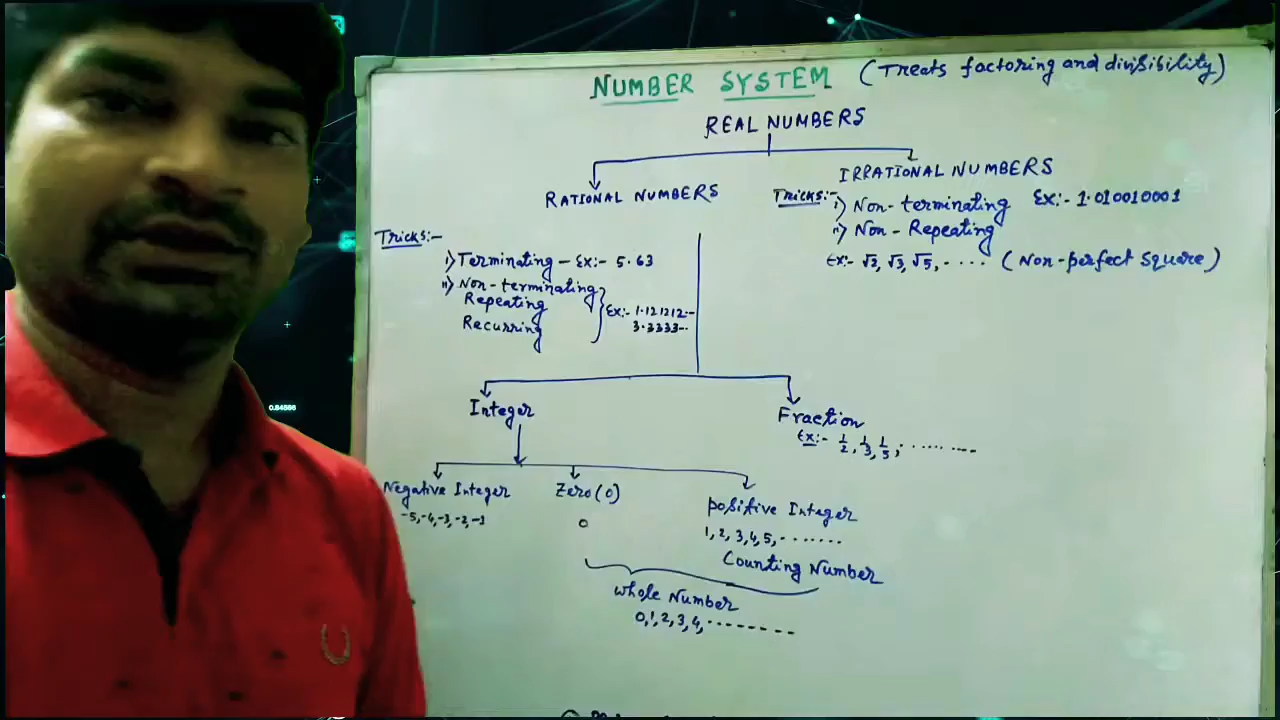 NUMBER SYSTEM (Treats factoring and divisibility)
REAL NUMBERS
RATIONAL NUMBERS
IRRATIONAL NUMBERS
Tricks:- i) Non-terminating Ex:- 1.010010001
ii) Non-Repeating
Ex:- √2, √3, √5, ..... (Non-perfect square)
Tricks:-
i) Terminating - Ex:- 5.63
ii) Non-terminating
Repeating
Recurring
Ex:- 1.121212--
3.3333--
Integer
Fraction
Ex:- 1/2, 1/3, 1/5, ..........
Negative Integer
-5,-4,-3,-2,-1
Zero(0)
0
positive Integer
1, 2, 3, 4, 5, .......
Counting Number
whole Number
0,1,2,3,4,---------
0.84566